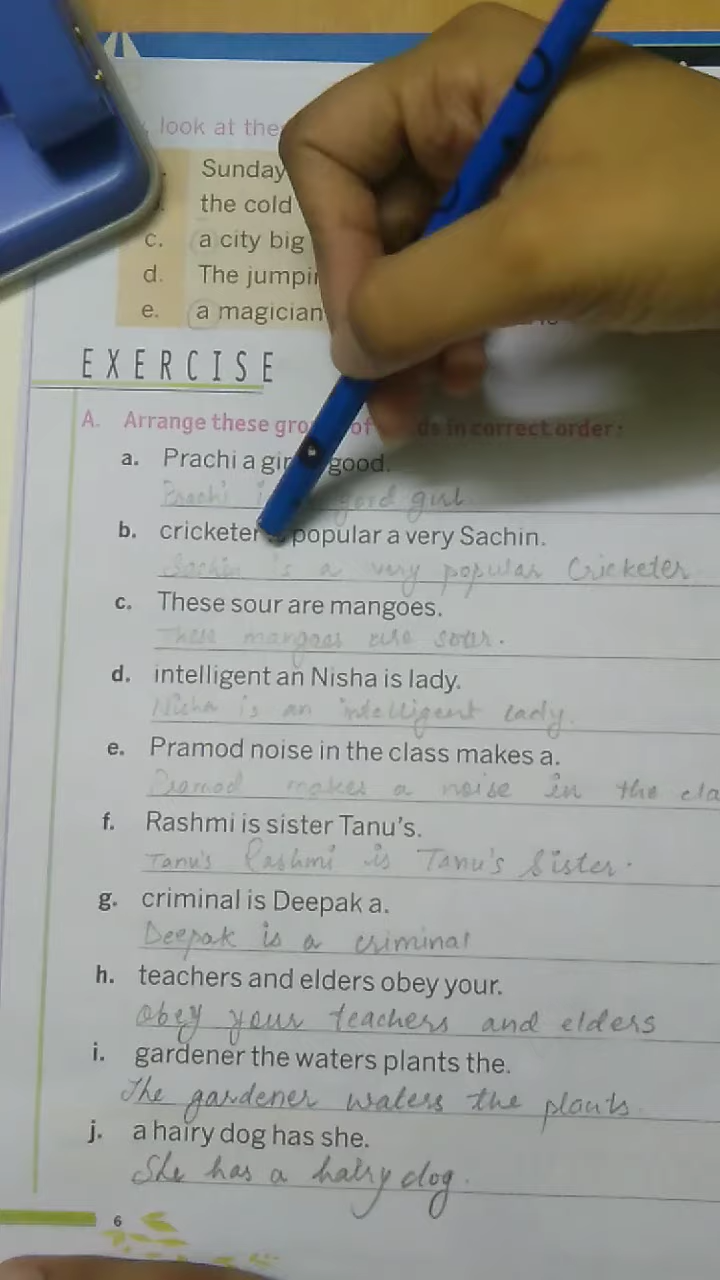 look at the
Sunday
the cold
c. a city big
d. The jumpi
e. a magician
EXERCISE
A. Arrange these gro of ds in correct order:
a. Prachi a gir good.
Prachi i good girl.
b. cricketer popular a very Sachin.
Sachin is a very popular Cricketer
c. These sour are mangoes.
These mangoes are sour.
d. intelligent an Nisha is lady.
Nisha is an intelligent lady.
e. Pramod noise in the class makes a.
Pramod makes a noise in the cla
f. Rashmi is sister Tanu's.
Tanu's Rashmi is Tanu's Sister.
g. criminal is Deepak a.
Deepak is a criminal
h. teachers and elders obey your.
Obey your teachers and elders
i. gardener the waters plants the.
The gardener waters the plants
j. a hairy dog has she.
She has a hairy dog.
6